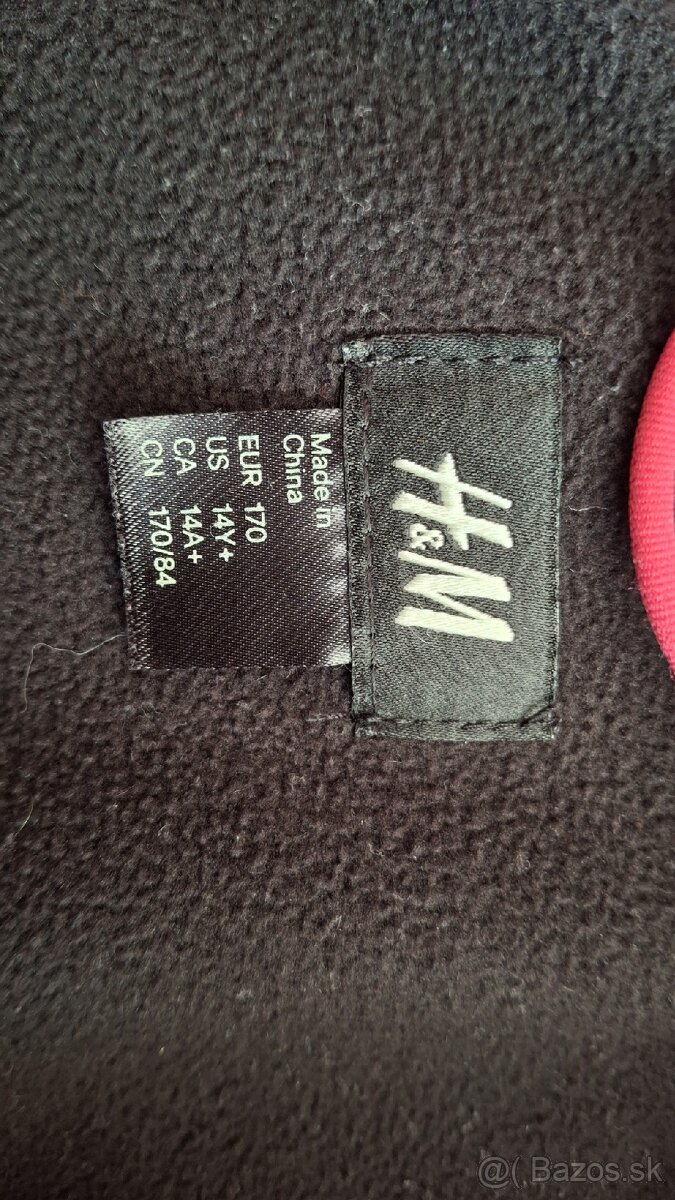 H&M
Made in
China
EUR 170
US 14Y+
CA 14A+
CN 170/84
@( Bazos.sk